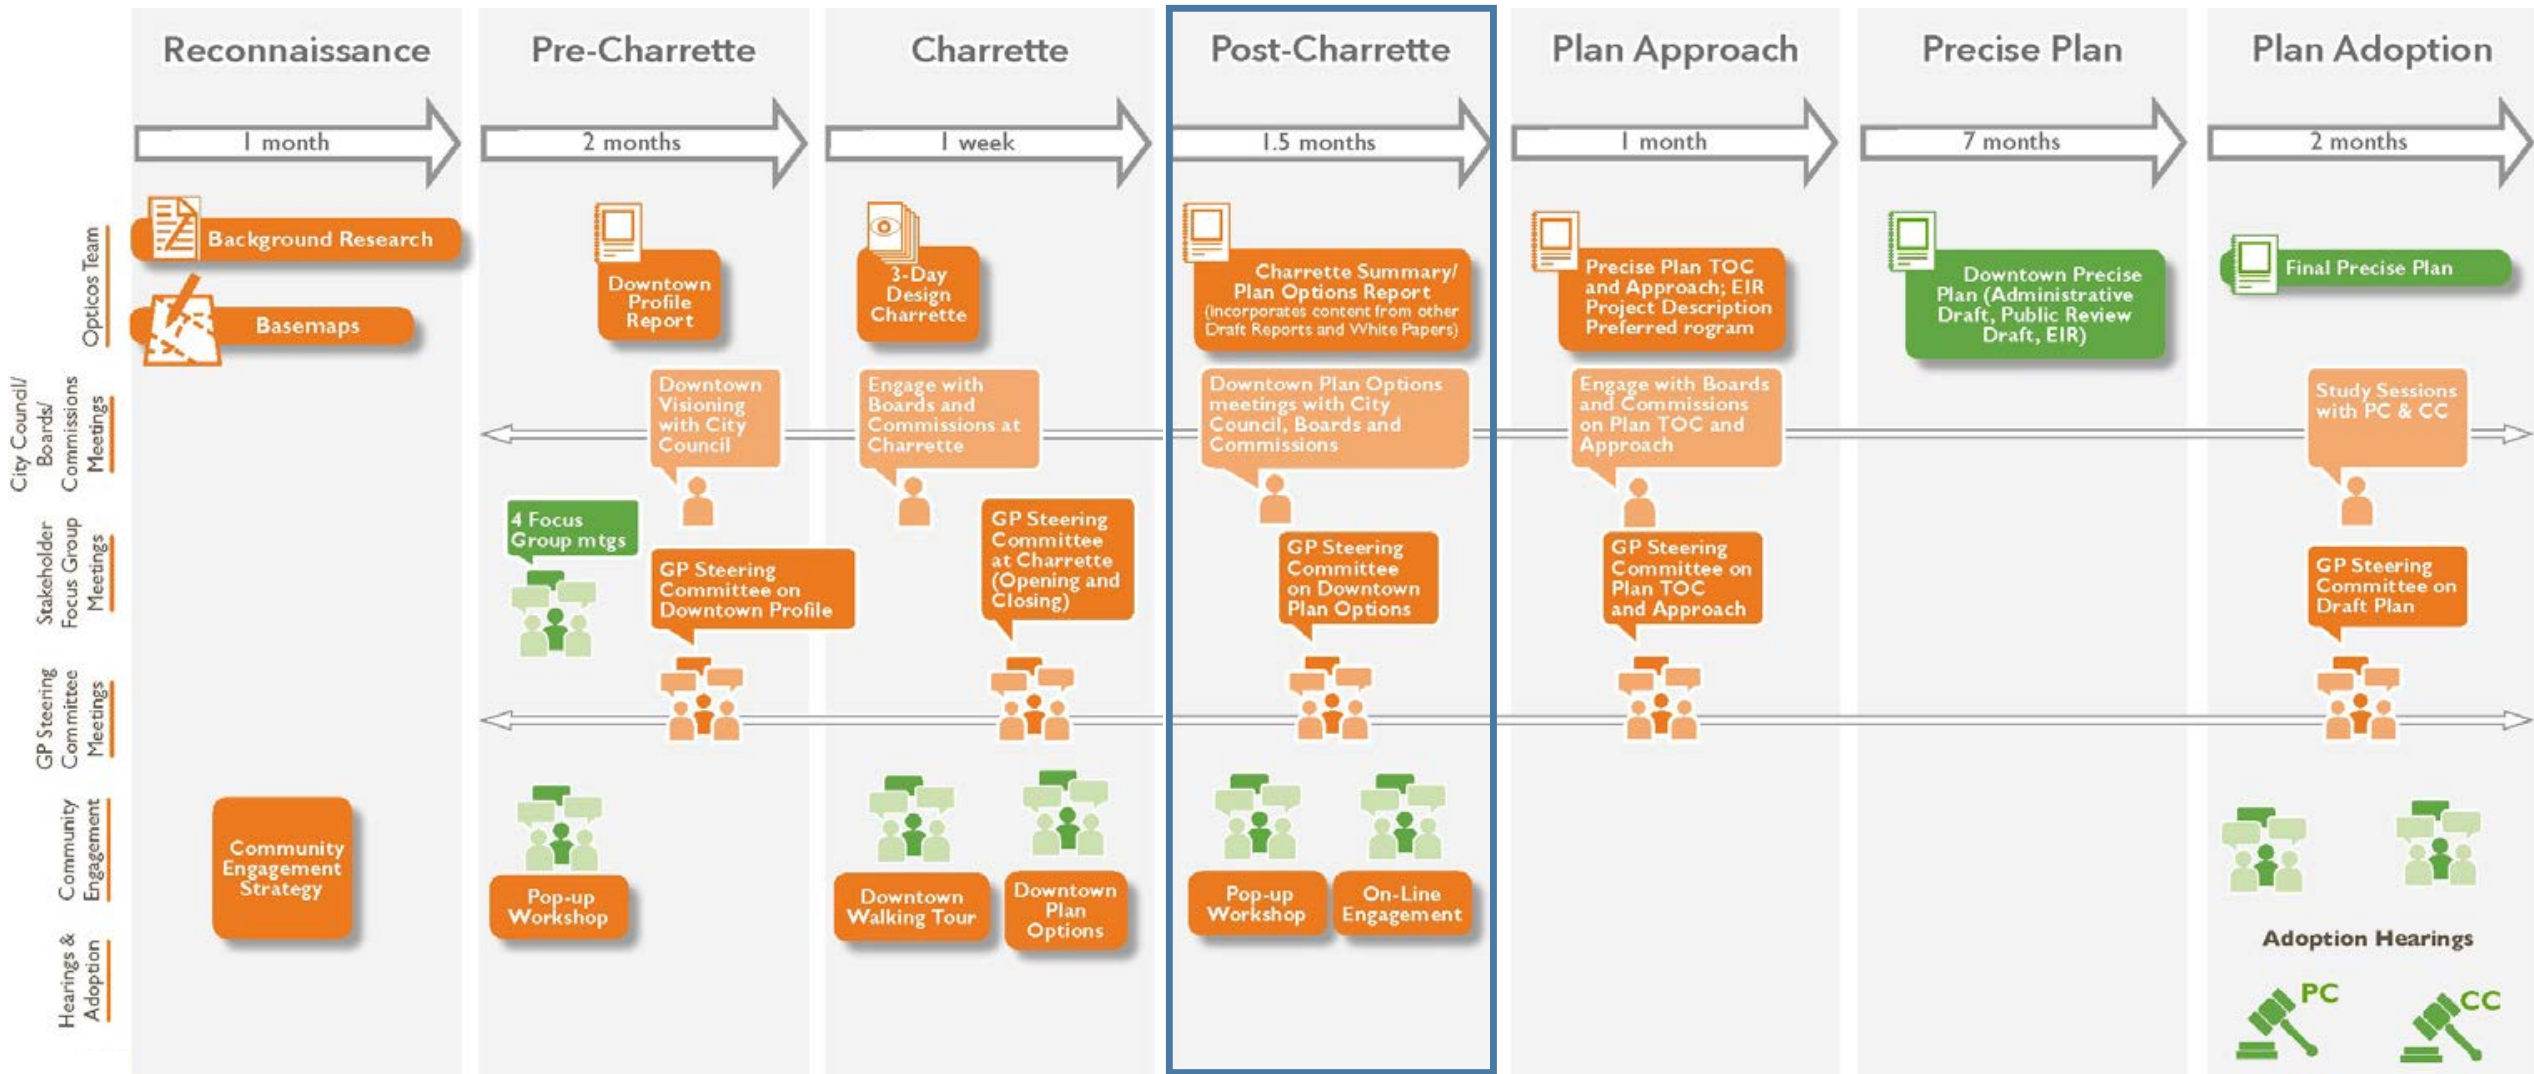 Reconnaissance
Pre-Charrette
Charrette
Post-Charrette
Plan Approach
Precise Plan
Plan Adoption
1 month
2 months
1 week
1.5 months
1 month
7 months
2 months
Opticos Team
Background Research
Basemaps
Downtown
Profile
Report
3-Day
Design
Charrette
Charrette Summary/
Plan Options Report
(Incorporates content from other
Draft Reports and White Papers)
Precise Plan TOC
and Approach; EIR
Project Description
Preferred rogram
Downtown Precise
Plan (Administrative
Draft, Public Review
Draft, EIR)
Final Precise Plan
City Council/
Boards/
Commissions
Meetings
Downtown
Visioning
with City
Council
Engage with
Boards and
Commissions at
Charrette
Downtown Plan Options
meetings with City
Council, Boards and
Commissions
Engage with Boards
and Commissions
on Plan TOC and
Approach
Study Sessions
with PC & CC
Stakeholder
Focus Group
Meetings
4 Focus
Group mtgs
GP Steering
Committee on
Downtown Profile
GP Steering
Committee
at Charrette
(Opening and
Closing)
GP Steering
Committee
on Downtown
Plan Options
GP Steering
Committee on
Plan TOC
and Approach
GP Steering
Committee on
Draft Plan
GP Steering
Committee
Meetings
Community
Engagement
Community
Engagement
Strategy
Pop-up
Workshop
Downtown
Walking Tour
Downtown
Plan
Options
Pop-up
Workshop
On-Line
Engagement
Hearings &
Adoption
Adoption Hearings
PC
CC